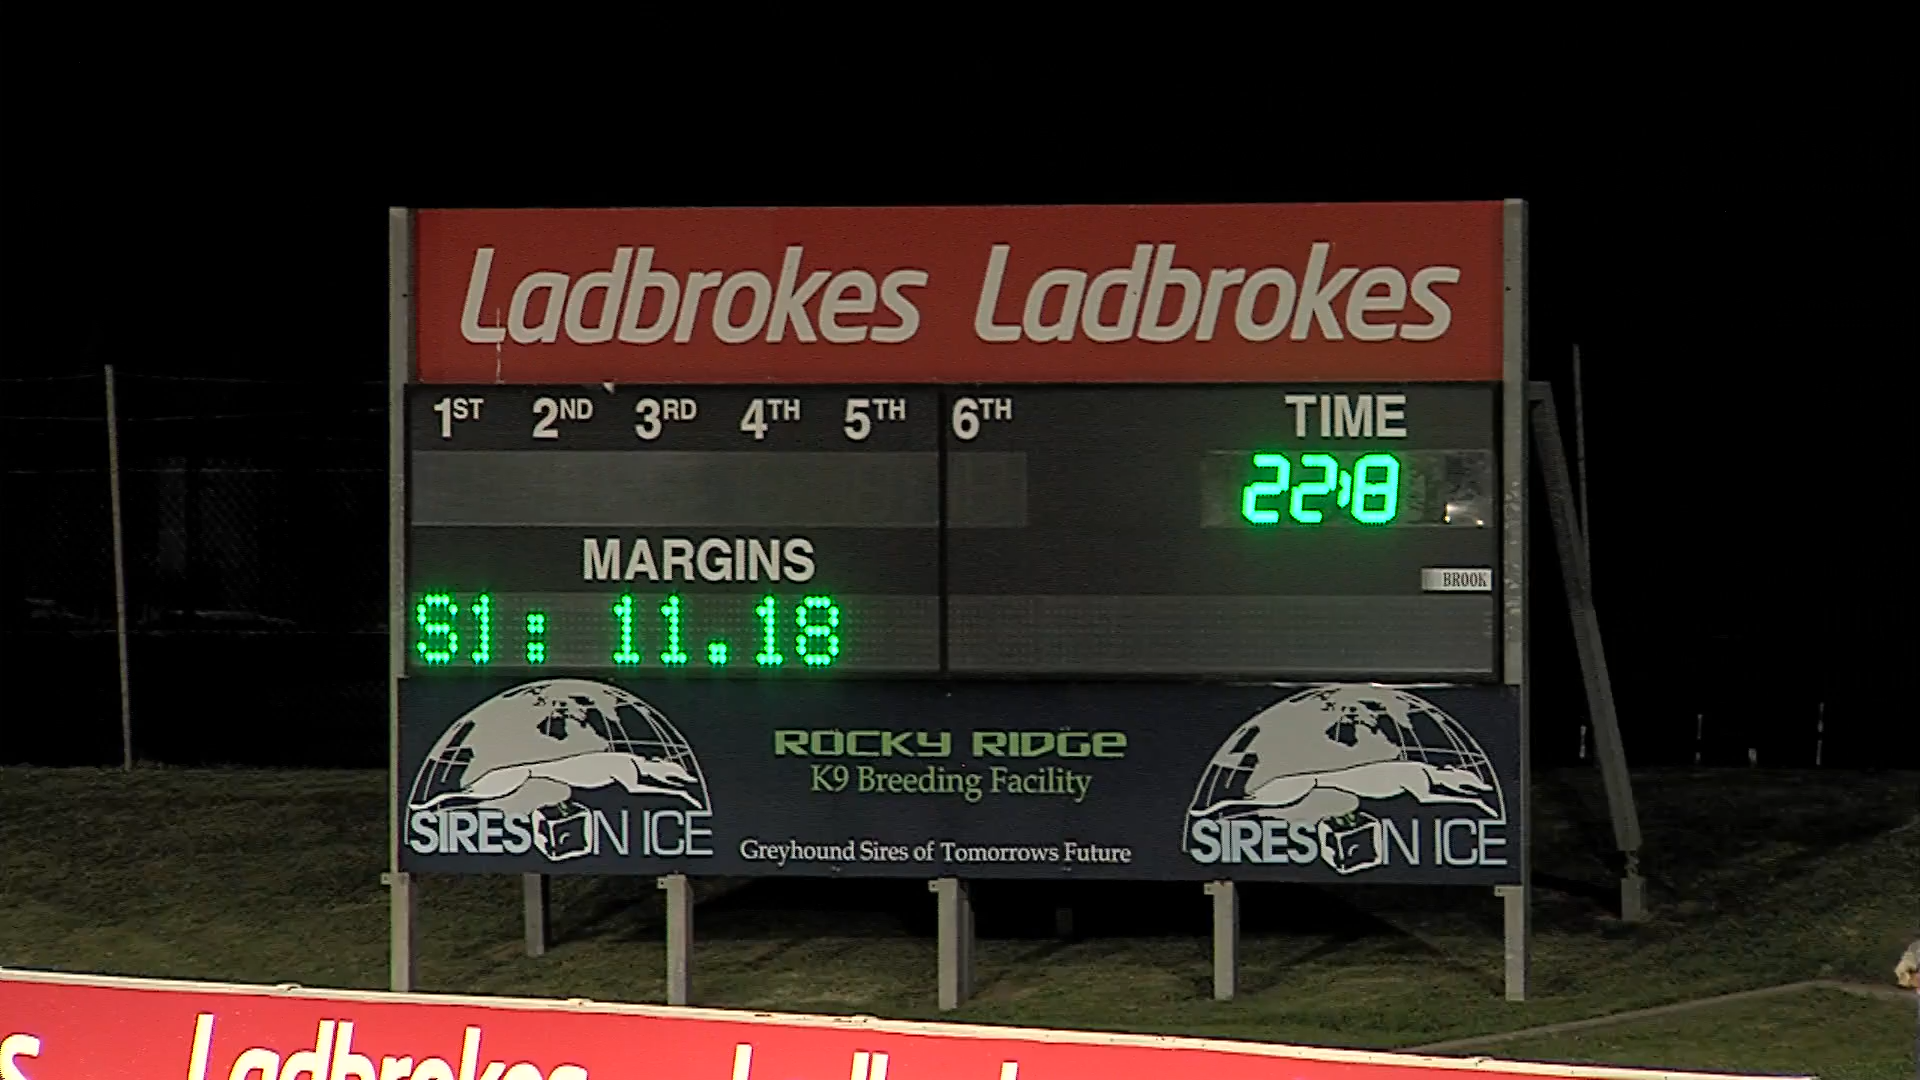 Ladbrokes Ladbrokes
1ST 2ND 3RD 4TH 5TH 6TH TIME
22:8
MARGINS
BROOK
S1: 11.18
ROCKY RIDGE
K9 Breeding Facility
SIRES ON ICE
Greyhound Sires of Tomorrows Future
SIRES ON ICE
s Ladbrokes